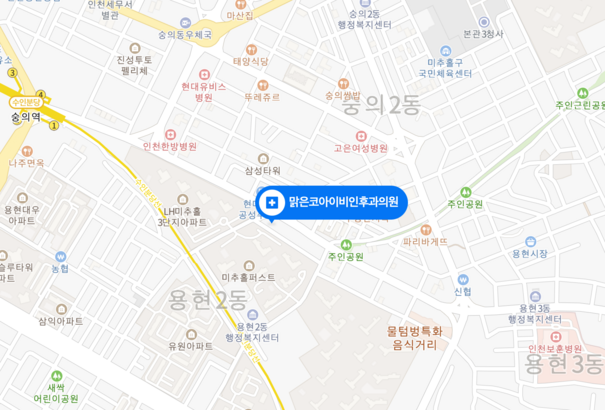 인천세무서
별관
마산집
숭의2동
행정복지센터
숭의동우체국
본관3청사
진성투토
펠리체
태양식당
미추홀구
국민체육센터
현대유비스
병원
뚜레쥬르
숭의쌈밥
숭의2동
주안근린공원
3
4
수인분당
숭의역
1
인천한방병원
고은여성병원
나주면옥
삼성타워
수인분당선
맑은코아이비인후과의원
용현대우
아파트
LH미추홀
3단지아파트
주인공원
파리바게뜨
주인공원
용현시장
농협
미추홀퍼스트
신협
용현2동
삼익아파트
용현2동
행정복지센터
용현3동
행정복지센터
물텀벙특화
음식거리
유원아파트
인천보훈병원
용현3동
새싹
어린이공원